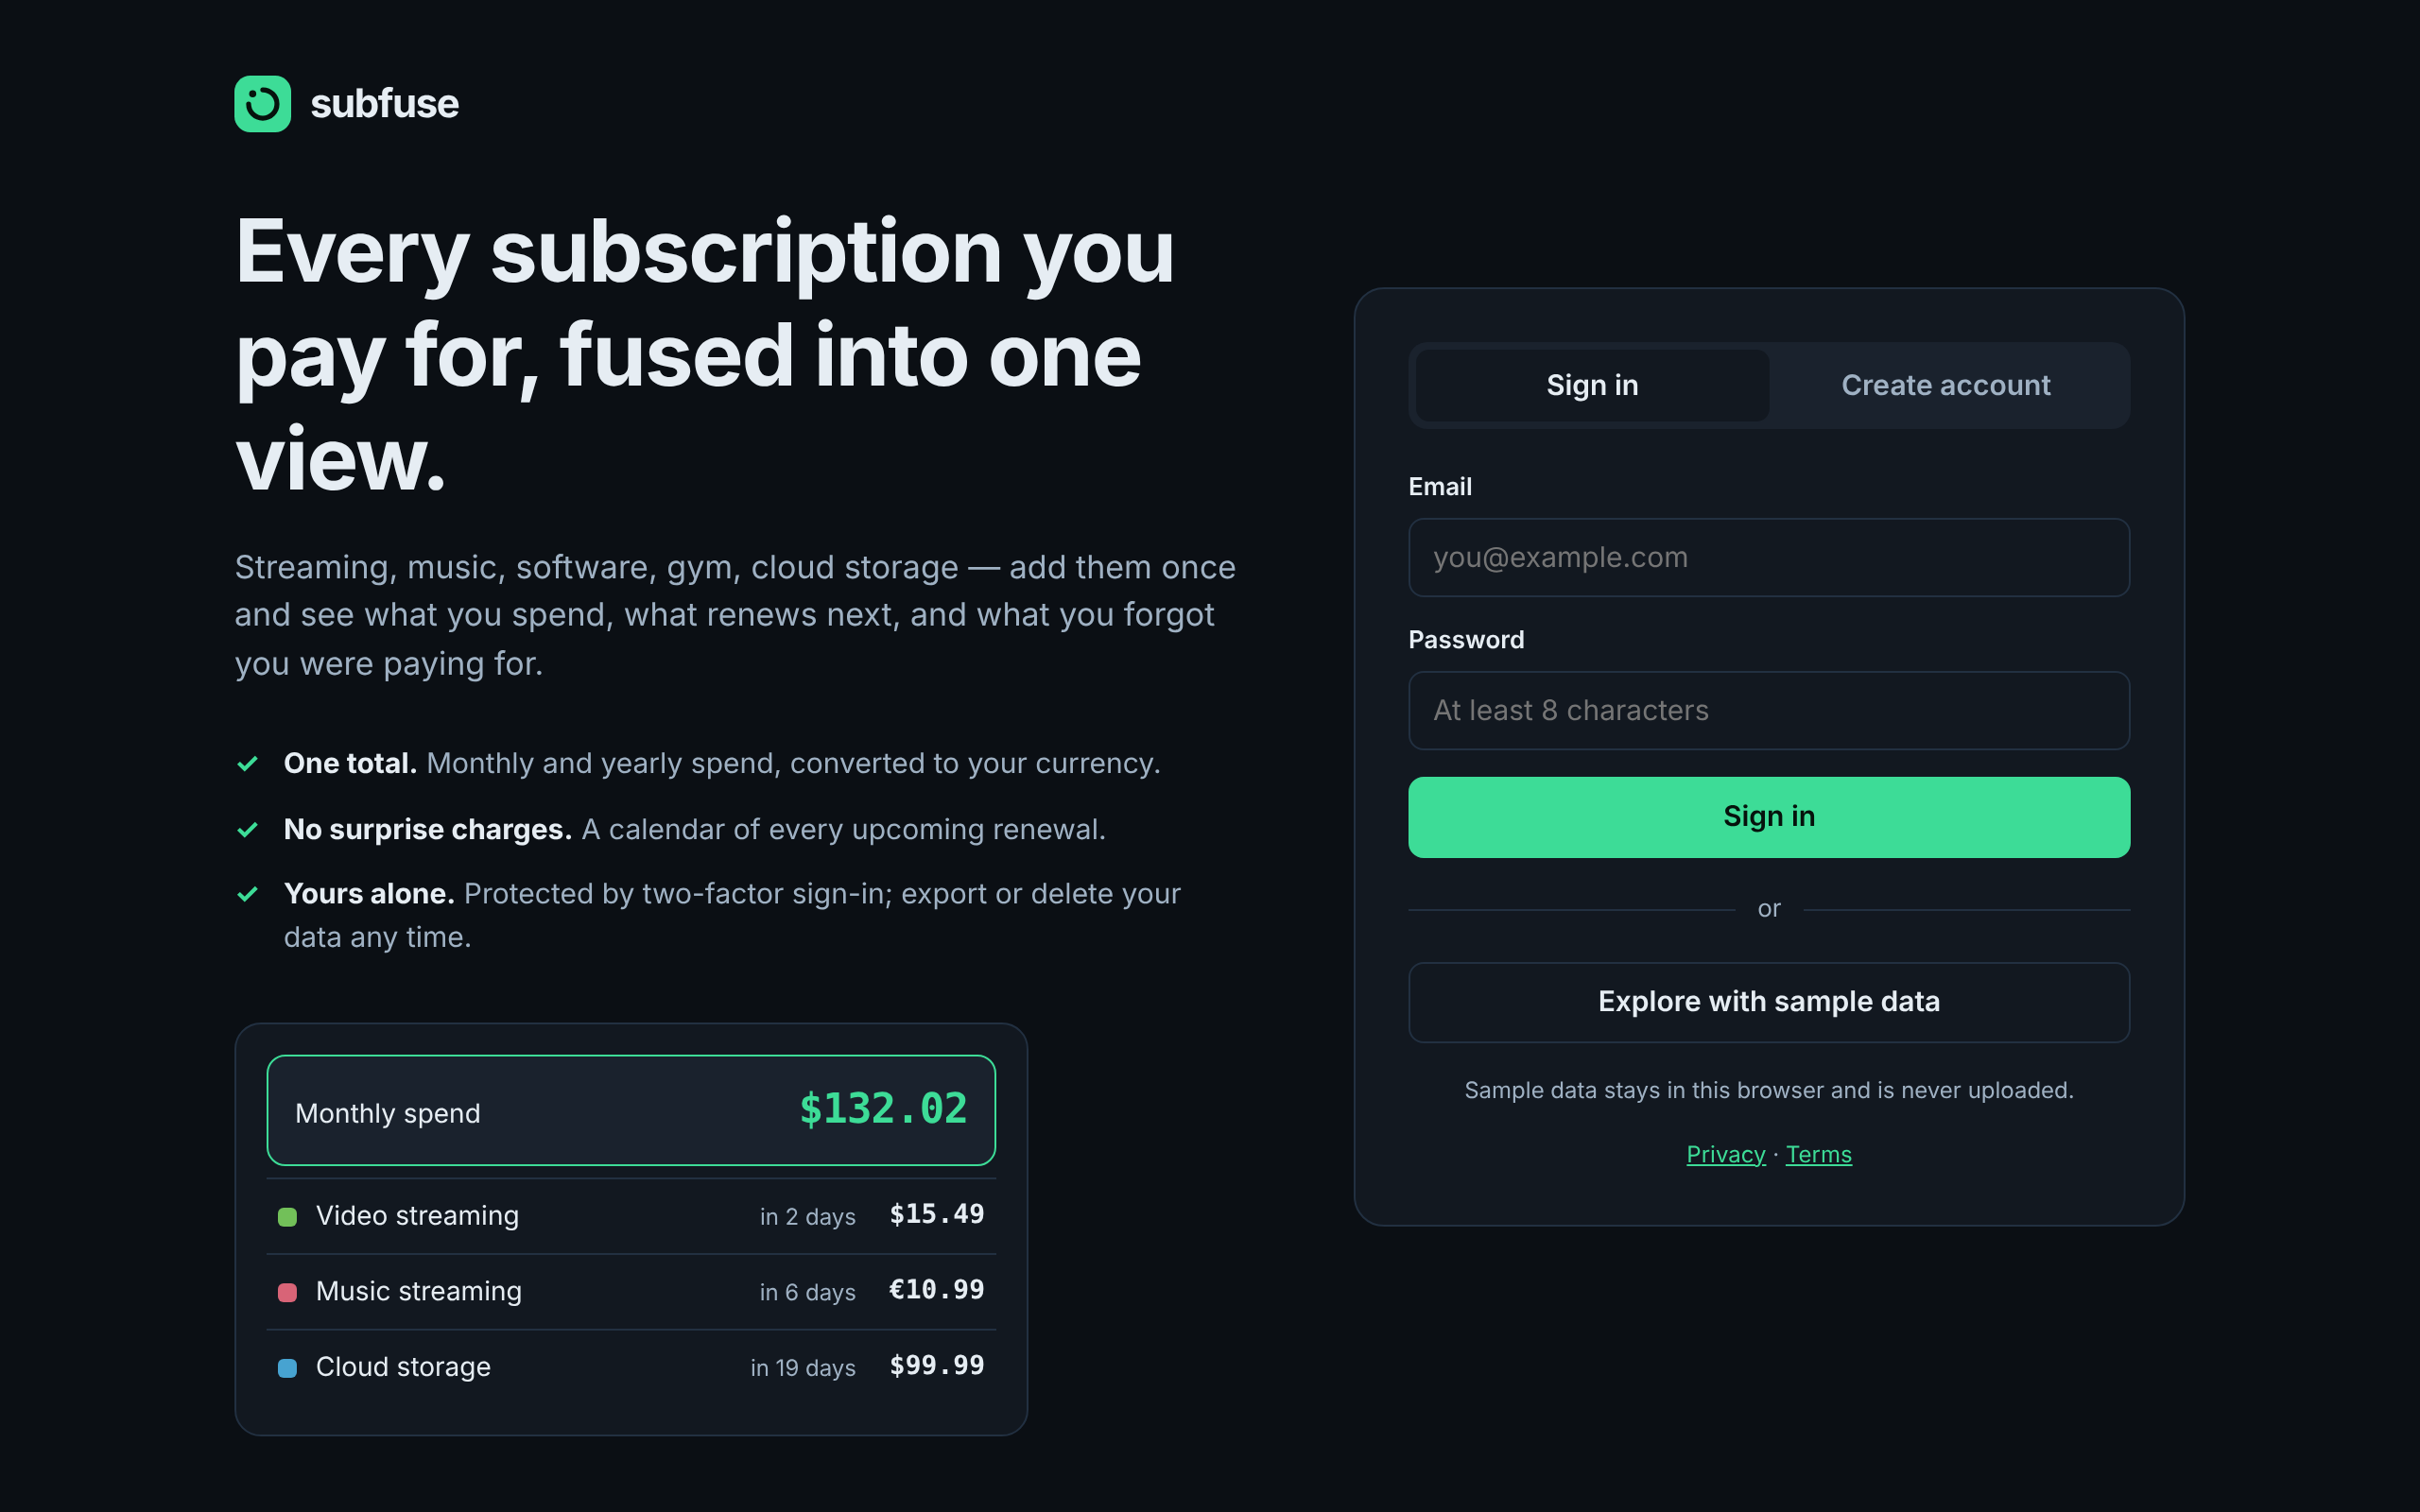 subfuse
Every subscription you
pay for, fused into one
view.
Streaming, music, software, gym, cloud storage — add them once
and see what you spend, what renews next, and what you forgot
you were paying for.
One total. Monthly and yearly spend, converted to your currency.
No surprise charges. A calendar of every upcoming renewal.
Yours alone. Protected by two-factor sign-in; export or delete your
data any time.
Monthly spend $132.02
Video streaming in 2 days $15.49
Music streaming in 6 days €10.99
Cloud storage in 19 days $99.99
Sign in Create account
Email
you@example.com
Password
At least 8 characters
Sign in
or
Explore with sample data
Sample data stays in this browser and is never uploaded.
Privacy · Terms